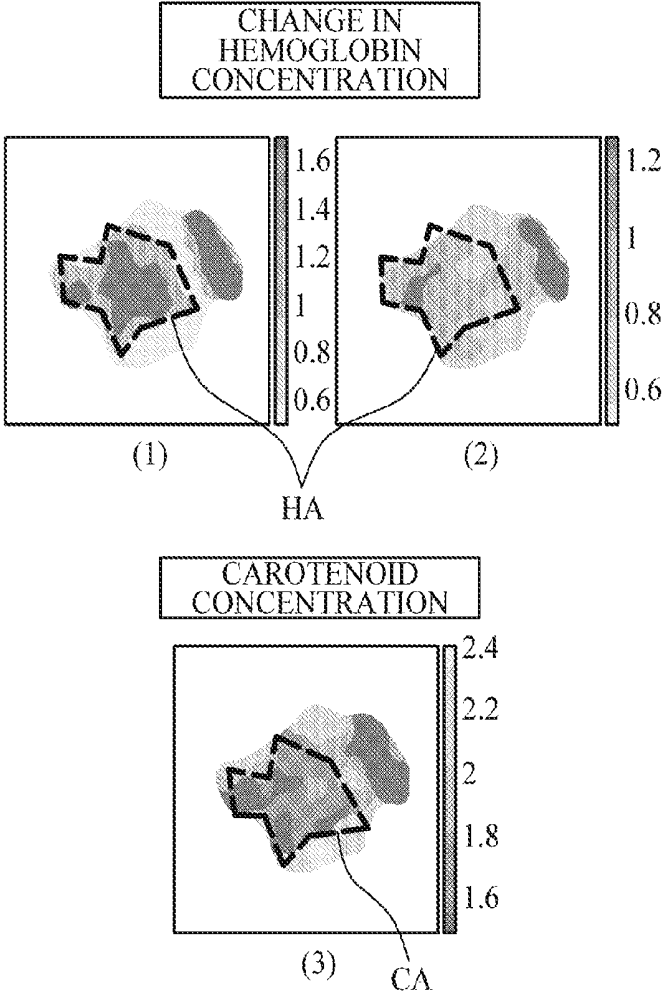 CHANGE IN
HEMOGLOBIN
CONCENTRATION
1.6
1.4
1.2
1
0.8
0.6
1.2
1
0.8
0.6
(1)
(2)
HA
CAROTENOID
CONCENTRATION
2.4
2.2
2
1.8
1.6
(3)
CA